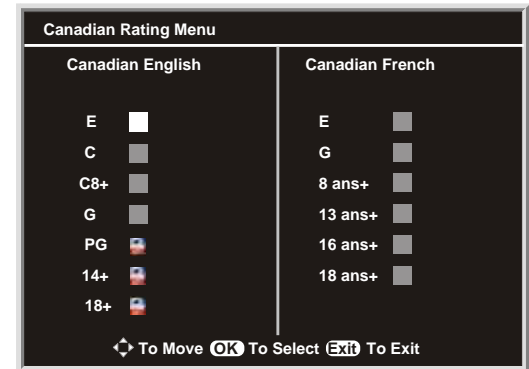 Canadian Rating Menu
Canadian English
E
C
C8+
G
PG
14+
18+
Canadian French
E
G
8 ans+
13 ans+
16 ans+
18 ans+
To Move OK To Select Exit To Exit